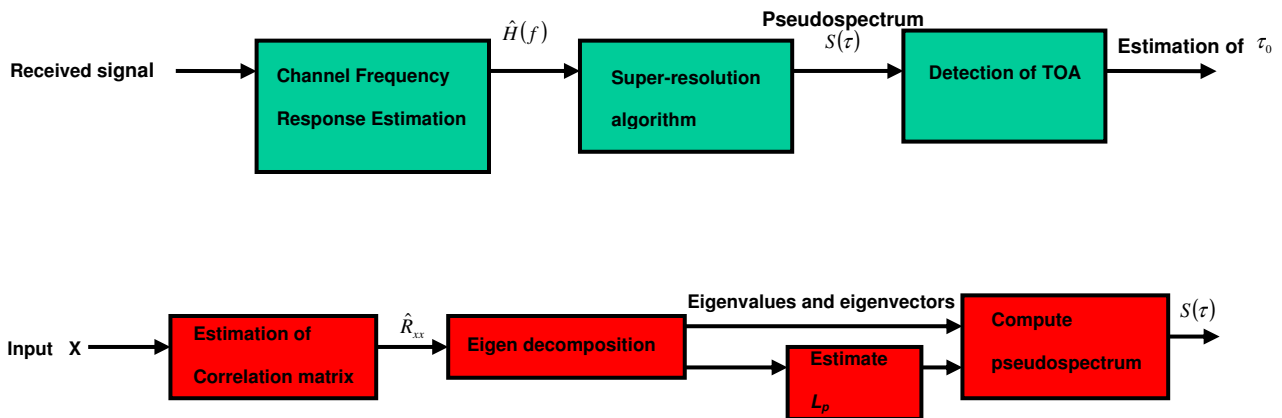 Received signal
Channel Frequency
Response Estimation
Ĥ(f)
Super-resolution
algorithm
Pseudospectrum
S(τ)
Detection of TOA
Estimation of τ₀
Input X
Estimation of
Correlation matrix
R̂ₓₓ
Eigen decomposition
Eigenvalues and eigenvectors
Estimate
Lₚ
Compute
pseudospectrum
S(τ)